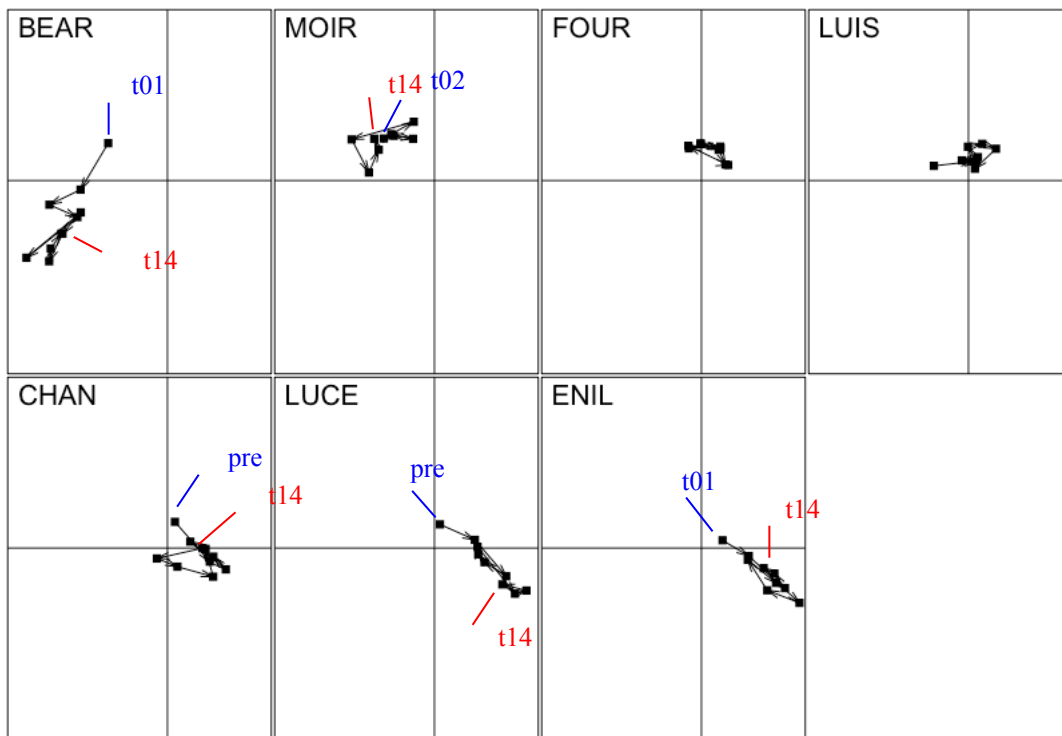 BEAR
MOIR
FOUR
LUIS
t01
t14
t02
t14
CHAN
LUCE
ENIL
pre
t14
pre
t14
t01
t14